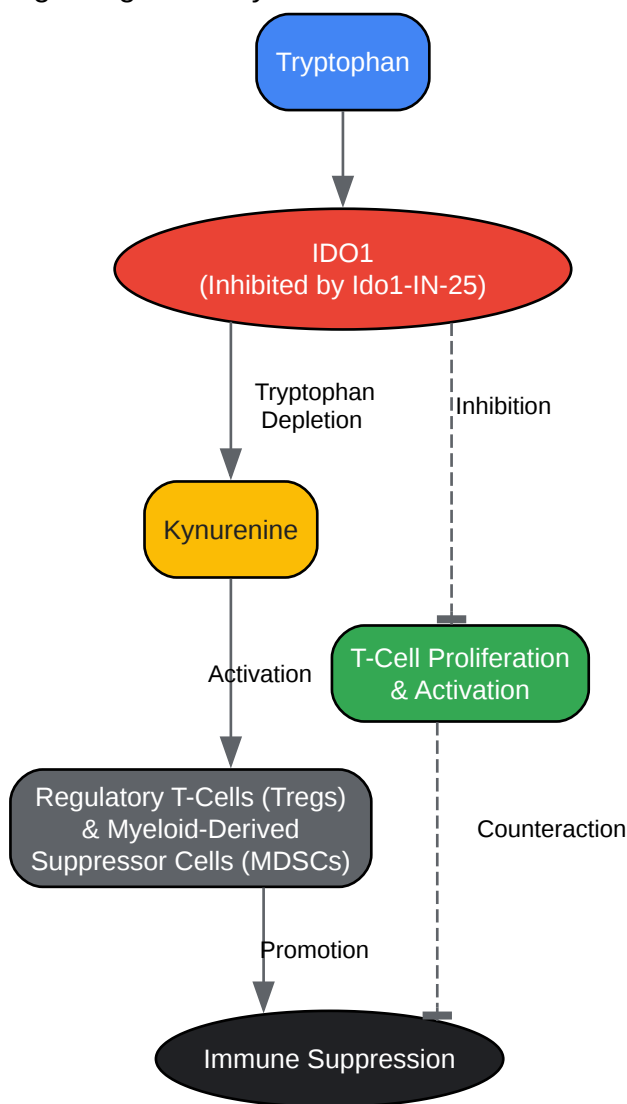 Tryptophan
IDO1
(Inhibited by Ido1-IN-25)
Tryptophan
Depletion
Inhibition
Kynurenine
T-Cell Proliferation
& Activation
Activation
Regulatory T-Cells (Tregs)
& Myeloid-Derived
Suppressor Cells (MDSCs)
Counteraction
Promotion
Immune Suppression